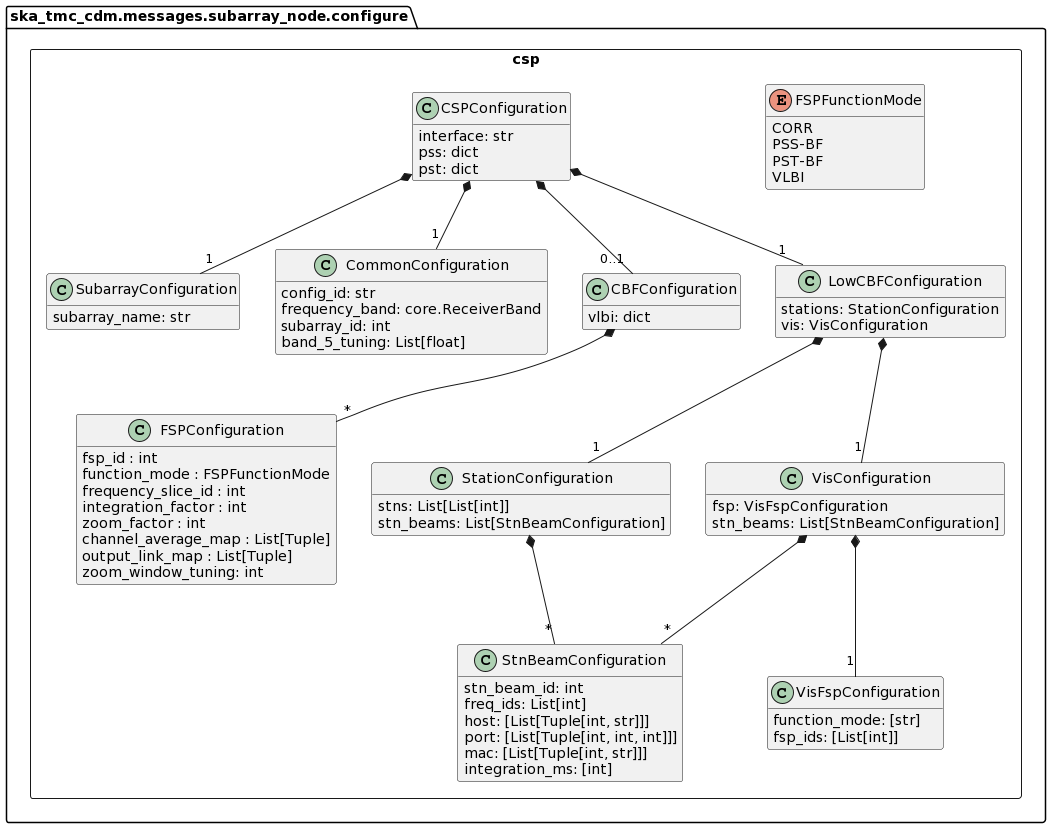 ska_tmc_cdm.messages.subarray_node.configure
csp
C CSPConfiguration
interface: str
pss: dict
pst: dict
E FSPFunctionMode
CORR
PSS-BF
PST-BF
VLBI
1
1
0..1
1
C SubarrayConfiguration
subarray_name: str
C CommonConfiguration
config_id: str
frequency_band: core.ReceiverBand
subarray_id: int
band_5_tuning: List[float]
C CBFConfiguration
vlbi: dict
C LowCBFConfiguration
stations: StationConfiguration
vis: VisConfiguration
*
1
1
C FSPConfiguration
fsp_id : int
function_mode : FSPFunctionMode
frequency_slice_id : int
integration_factor : int
zoom_factor : int
channel_average_map : List[Tuple]
output_link_map : List[Tuple]
zoom_window_tuning: int
C StationConfiguration
stns: List[List[int]]
stn_beams: List[StnBeamConfiguration]
C VisConfiguration
fsp: VisFspConfiguration
stn_beams: List[StnBeamConfiguration]
*
*
1
C StnBeamConfiguration
stn_beam_id: int
freq_ids: List[int]
host: [List[Tuple[int, str]]]
port: [List[Tuple[int, int, int]]]
mac: [List[Tuple[int, str]]]
integration_ms: [int]
C VisFspConfiguration
function_mode: [str]
fsp_ids: [List[int]]